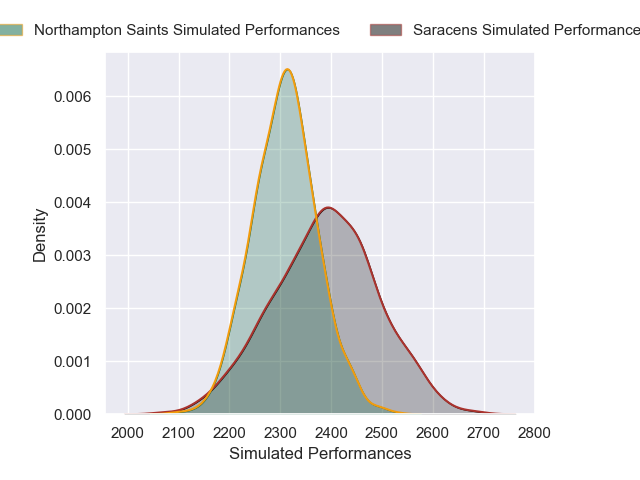 Northampton Saints Simulated Performances
Saracens Simulated Performance
0.006
0.005
0.004
0.003
0.002
0.001
0.000
Density
2000 2100 2200 2300 2400 2500 2600 2700 2800
Simulated Performances